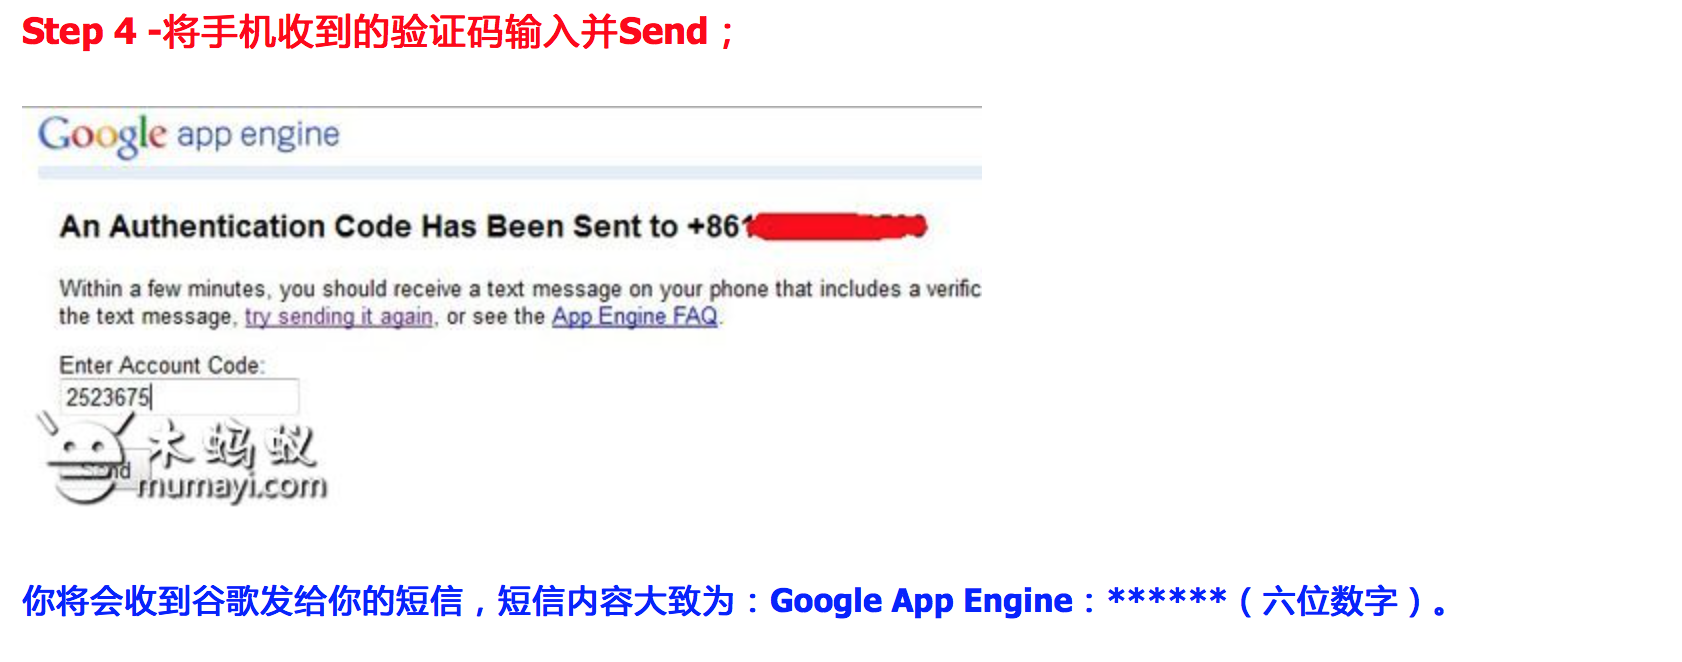 Step 4 -将手机收到的验证码输入并Send；
Google app engine
An Authentication Code Has Been Sent to +861
Within a few minutes, you should receive a text message on your phone that includes a verific
the text message, try sending it again, or see the App Engine FAQ.
Enter Account Code:
2523675
Send
木蚂蚁
mumayi.com
你将会收到谷歌发给你的短信，短信内容大致为：Google App Engine：******（六位数字）。